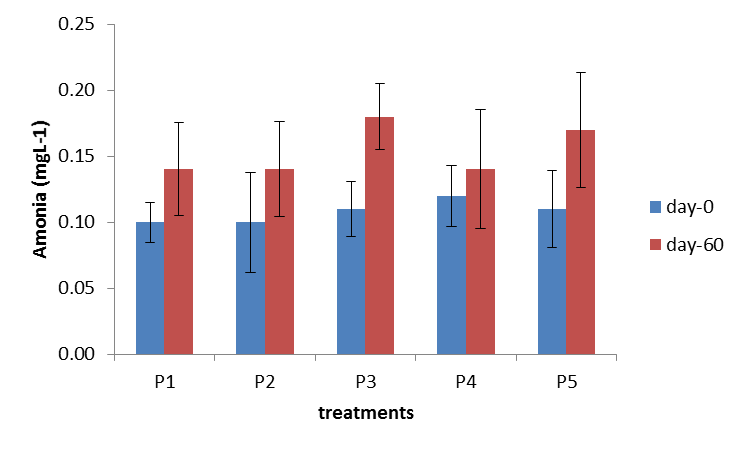 0.25
0.20
0.15
0.10
0.05
0.00
Amonia (mgL-1)
P1 P2 P3 P4 P5
treatments
day-0
day-60